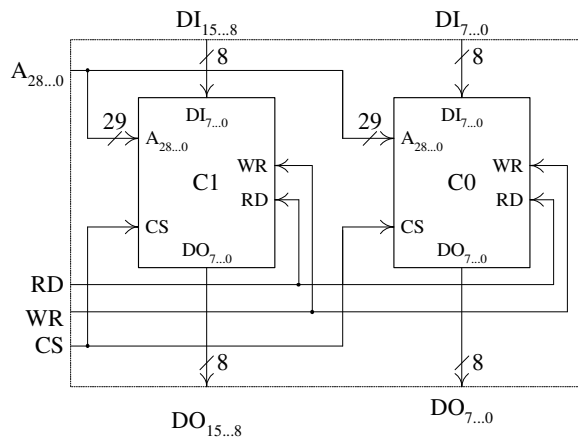 DI15...8 DI7...0
8 8
A28...0
29 DI7...0 29 DI7...0
A28...0 A28...0
WR WR
C1 C0
RD RD
CS CS
DO7...0 DO7...0
RD
WR
CS
8 8
DO15...8 DO7...0